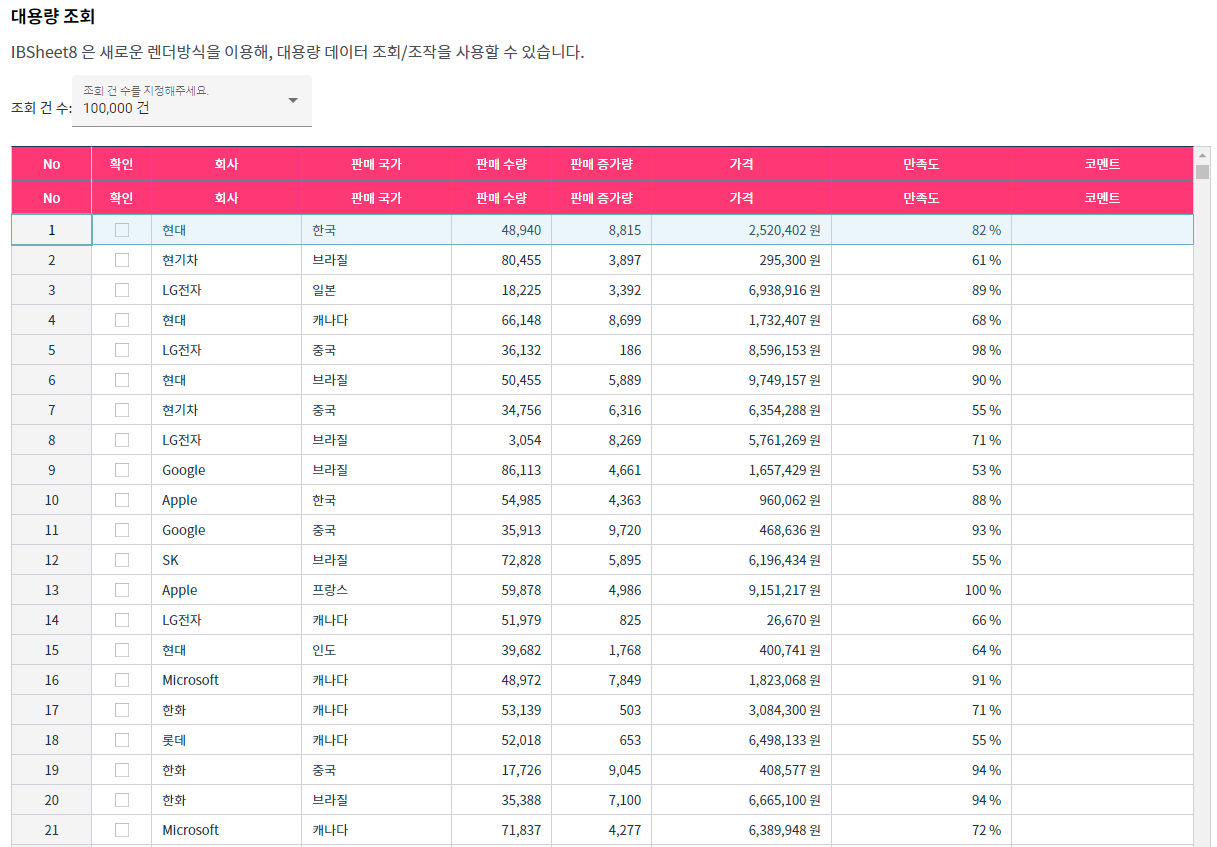 대용량 조회
IBSheet8 은 새로운 렌더방식을 이용해, 대용량 데이터 조회/조작을 사용할 수 있습니다.
조회 건 수를 지정해주세요.
조회 건 수: 100,000 건
No 확인 회사 판매 국가 판매 수량 판매 증가량 가격 만족도 코멘트
No 확인 회사 판매 국가 판매 수량 판매 증가량 가격 만족도 코멘트
1 현대 한국 48,940 8,815 2,520,402 원 82 %
2 현기차 브라질 80,455 3,897 295,300 원 61 %
3 LG전자 일본 18,225 3,392 6,938,916 원 89 %
4 현대 캐나다 66,148 8,699 1,732,407 원 68 %
5 LG전자 중국 36,132 186 8,596,153 원 98 %
6 현대 브라질 50,455 5,889 9,749,157 원 90 %
7 현기차 중국 34,756 6,316 6,354,288 원 55 %
8 LG전자 브라질 3,054 8,269 5,761,269 원 71 %
9 Google 브라질 86,113 4,661 1,657,429 원 53 %
10 Apple 한국 54,985 4,363 960,062 원 88 %
11 Google 중국 35,913 9,720 468,636 원 93 %
12 SK 브라질 72,828 5,895 6,196,434 원 55 %
13 Apple 프랑스 59,878 4,986 9,151,217 원 100 %
14 LG전자 캐나다 51,979 825 26,670 원 66 %
15 현대 인도 39,682 1,768 400,741 원 64 %
16 Microsoft 캐나다 48,972 7,849 1,823,068 원 91 %
17 한화 캐나다 53,139 503 3,084,300 원 71 %
18 롯데 캐나다 52,018 653 6,498,133 원 55 %
19 한화 중국 17,726 9,045 408,577 원 94 %
20 한화 브라질 35,388 7,100 6,665,100 원 94 %
21 Microsoft 캐나다 71,837 4,277 6,389,948 원 72 %